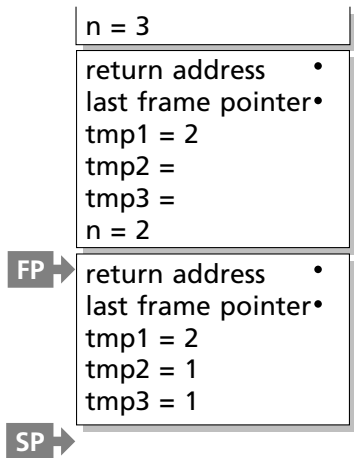 n = 3
return address •
last frame pointer•
tmp1 = 2
tmp2 =
tmp3 =
n = 2
FP
return address •
last frame pointer•
tmp1 = 2
tmp2 = 1
tmp3 = 1
SP